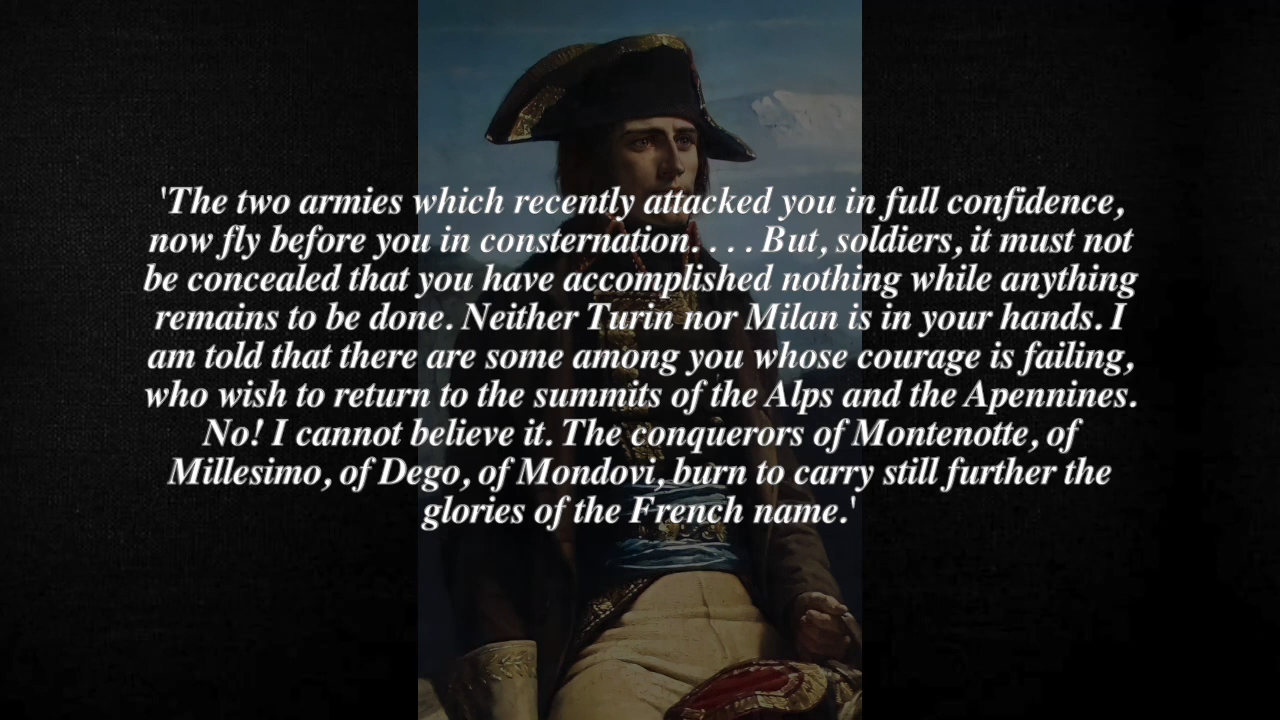 'The two armies which recently attacked you in full confidence,
now fly before you in consternation. . . . But, soldiers, it must not
be concealed that you have accomplished nothing while anything
remains to be done. Neither Turin nor Milan is in your hands. I
am told that there are some among you whose courage is failing,
who wish to return to the summits of the Alps and the Apennines.
No! I cannot believe it. The conquerors of Montenotte, of
Millesimo, of Dego, of Mondovi, burn to carry still further the
glories of the French name.'